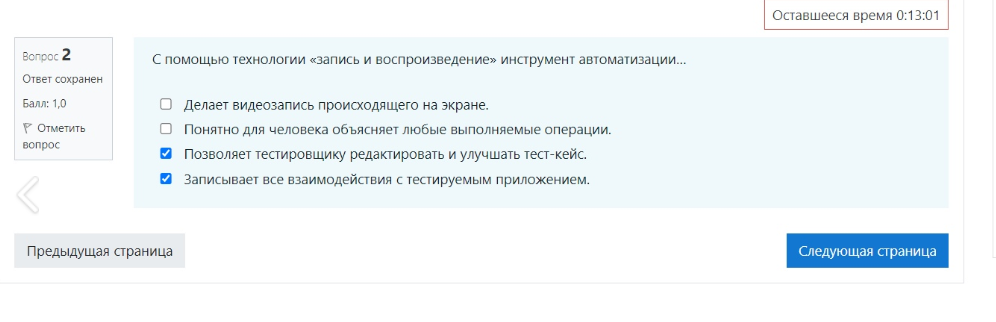 Оставшееся время 0:13:01
Вопрос 2
Ответ сохранен
Балл: 1,0
Отметить
вопрос
С помощью технологии «запись и воспроизведение» инструмент автоматизации...
Делает видеозапись происходящего на экране.
Понятно для человека объясняет любые выполняемые операции.
Позволяет тестировщику редактировать и улучшать тест-кейс.
Записывает все взаимодействия с тестируемым приложением.
Предыдущая страница
Следующая страница